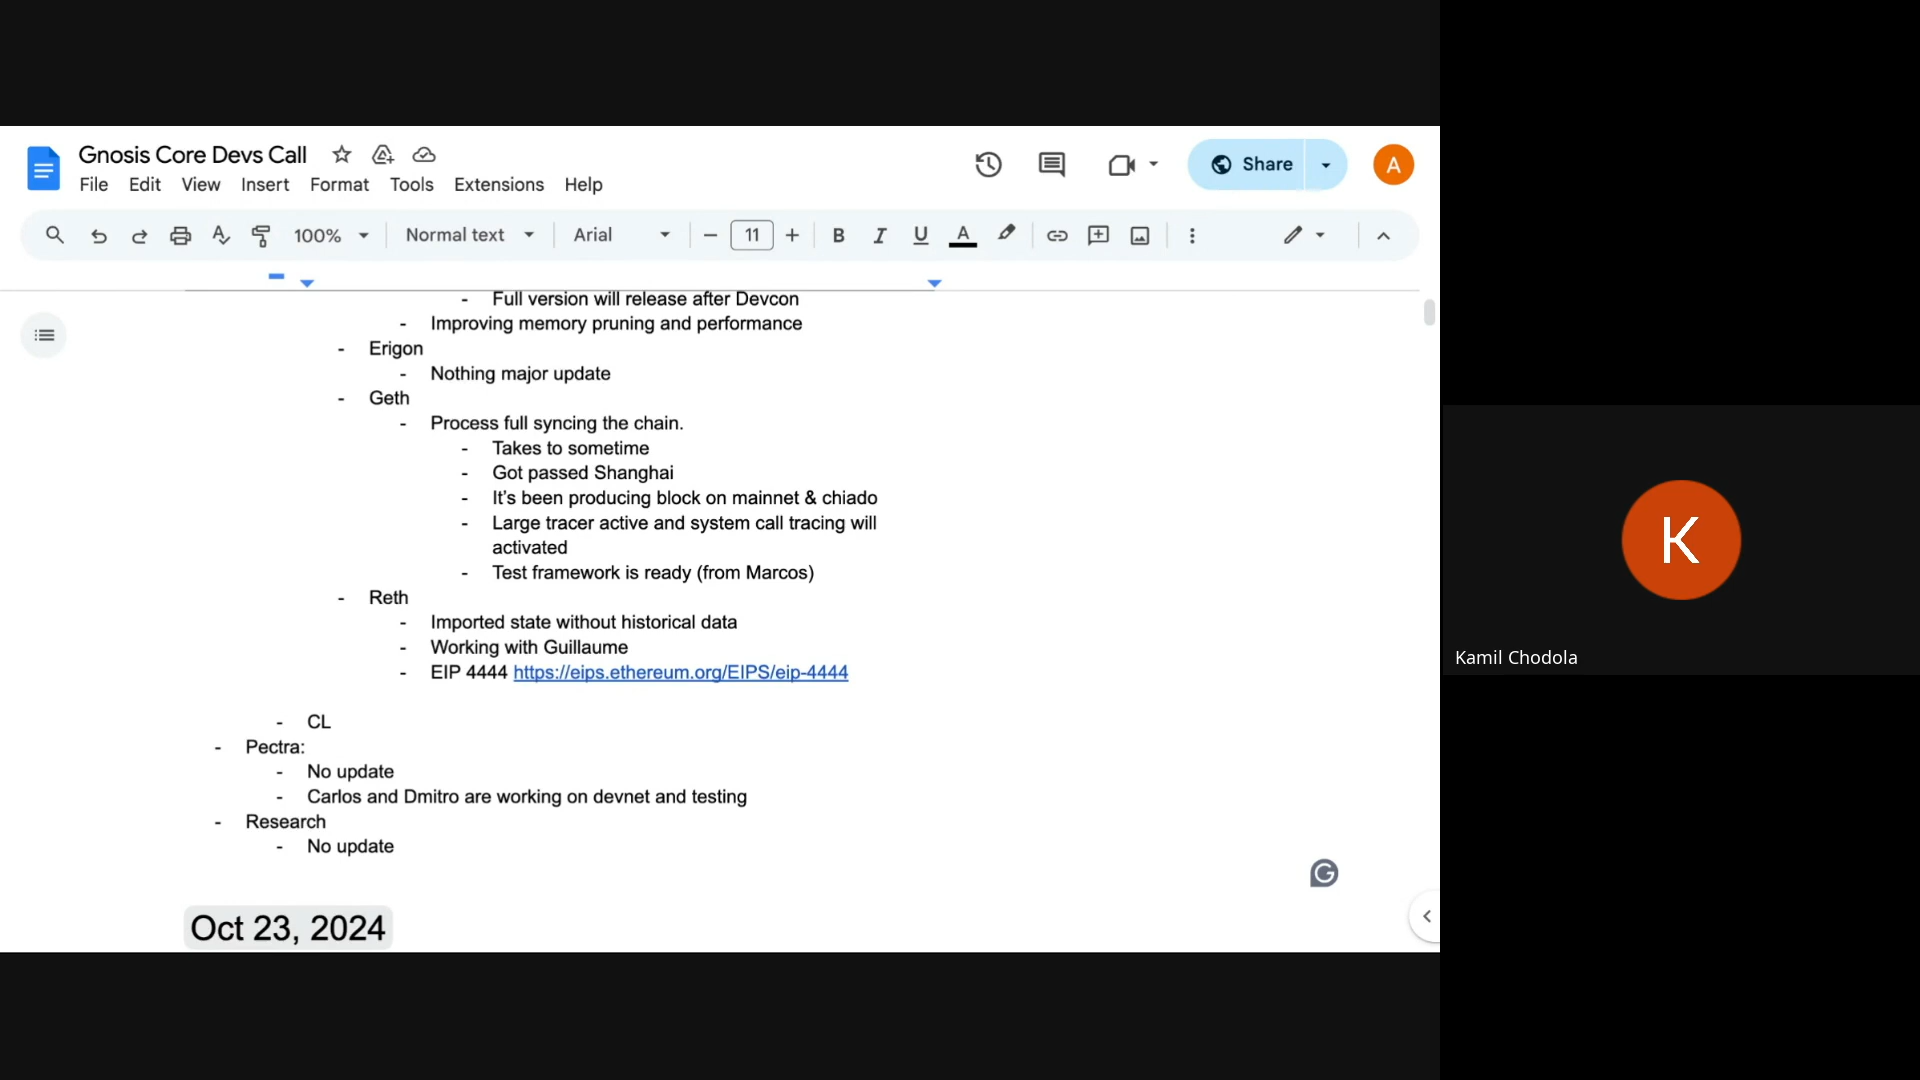 Gnosis Core Devs Call
File Edit View Insert Format Tools Extensions Help
Share
A
100% Normal text Arial 11 B I U A
- Full version will release after Devcon
- Improving memory pruning and performance
- Erigon
- Nothing major update
- Geth
- Process full syncing the chain.
- Takes to sometime
- Got passed Shanghai
- It's been producing block on mainnet & chiado
- Large tracer active and system call tracing will
activated
- Test framework is ready (from Marcos)
- Reth
- Imported state without historical data
- Working with Guillaume
- EIP 4444 https://eips.ethereum.org/EIPS/eip-4444
- CL
- Pectra:
- No update
- Carlos and Dmitro are working on devnet and testing
- Research
- No update
Oct 23, 2024
K
Kamil Chodola